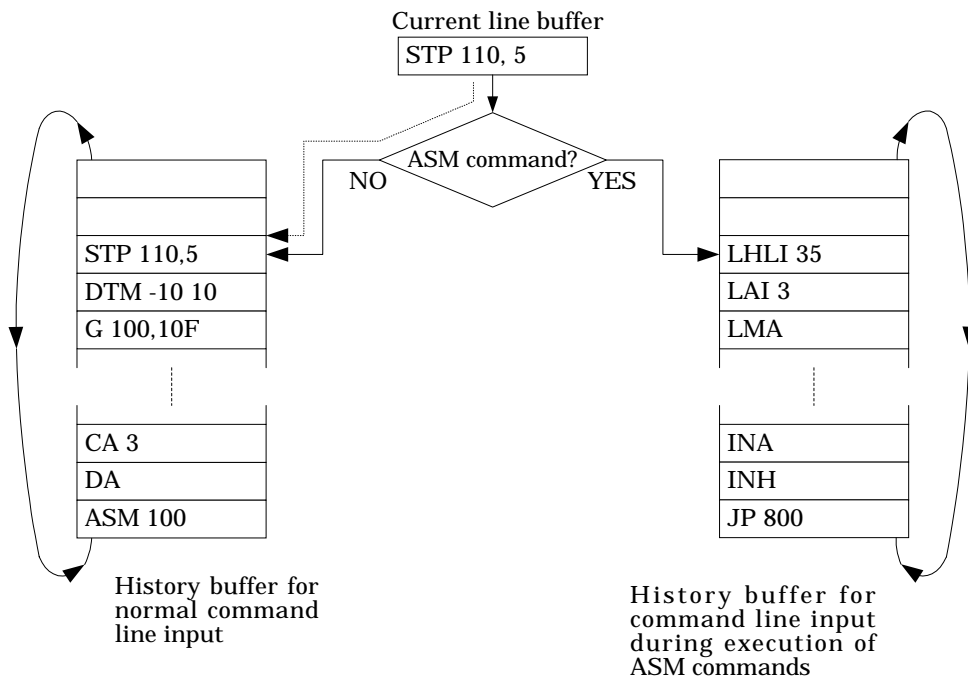 Current line buffer
STP 110, 5
ASM command?
NO
YES
STP 110,5
DTM -10 10
G 100,10F
CA 3
DA
ASM 100
History buffer for
normal command
line input
LHLI 35
LAI 3
LMA
INA
INH
JP 800
History buffer for
command line input
during execution of
ASM commands